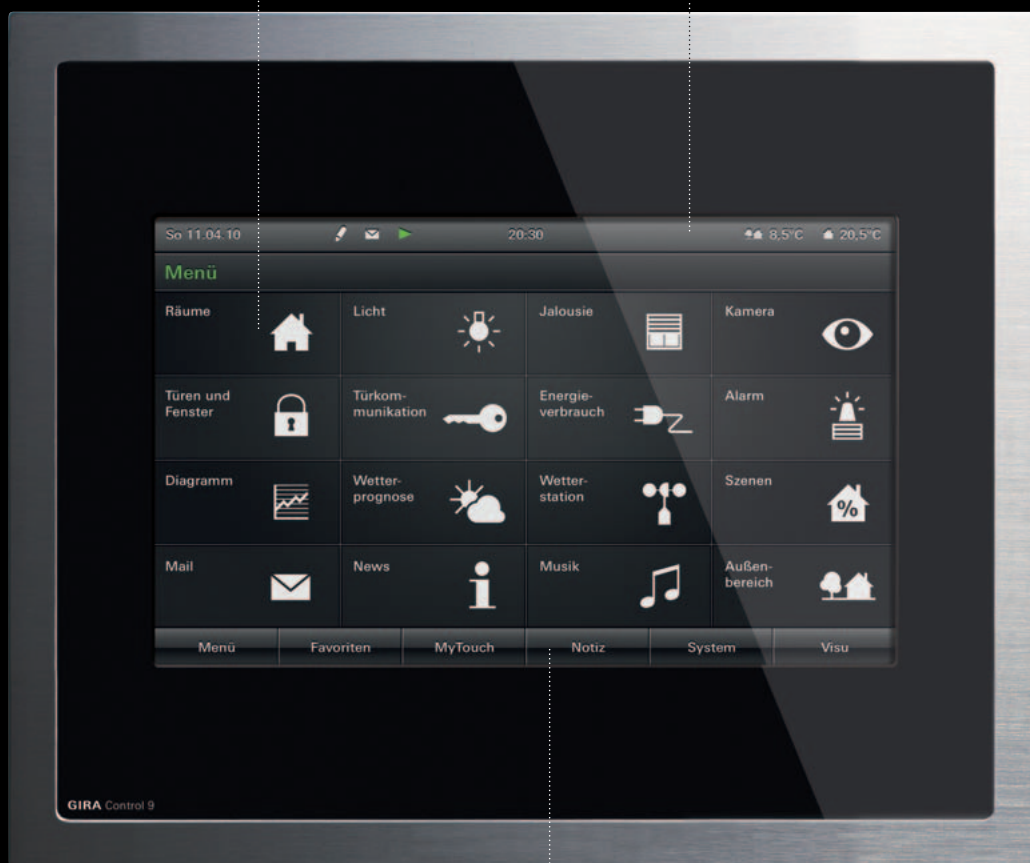 So 11.04.10 20:30 8,5°C 20,5°C
Menü
Räume
Licht
Jalousie
Kamera
Türen und
Fenster
Türkom-
munikation
Energie-
verbrauch
Alarm
Diagramm
Wetter-
prognose
Wetter-
station
Szenen
%
Mail
News
Musik
Außen-
bereich
Menü Favoriten MyTouch Notiz System Visu
GIRA Control 9